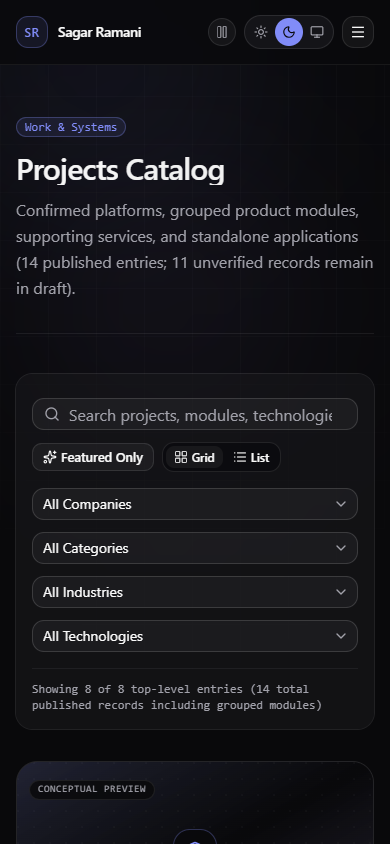 SR
Sagar Ramani
Work & Systems
Projects Catalog
Confirmed platforms, grouped product modules,
supporting services, and standalone applications
(14 published entries; 11 unverified records remain
in draft).
Search projects, modules, technologie
Featured Only
Grid
List
All Companies
All Categories
All Industries
All Technologies
Showing 8 of 8 top-level entries (14 total
published records including grouped modules)
CONCEPTUAL PREVIEW